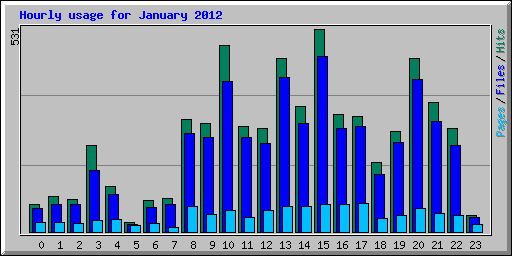 Hourly usage for January 2012
531
Pages / Files / Hits
0 1 2 3 4 5 6 7 8 9 10 11 12 13 14 15 16 17 18 19 20 21 22 23